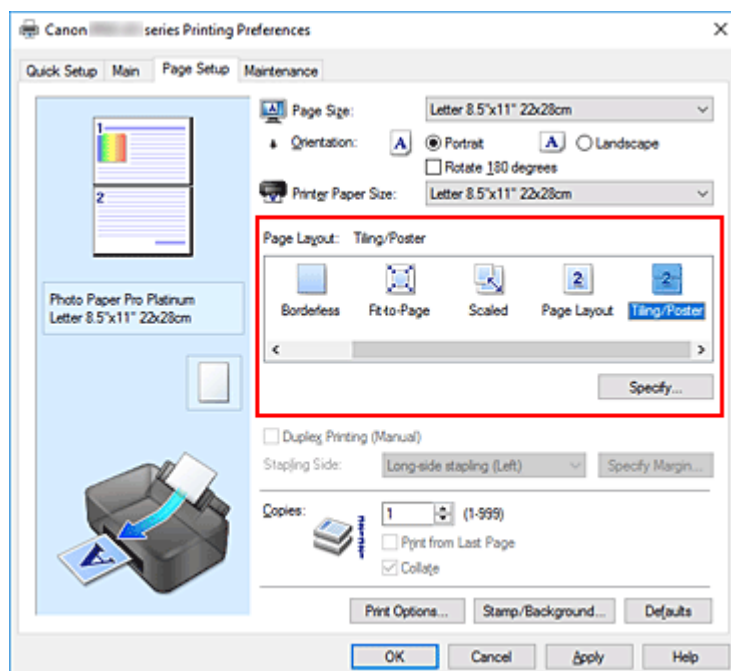 Canon series Printing Preferences
Quick Setup Main Page Setup Maintenance
1
2
Photo Paper Pro Platinum
Letter 8.5"x11" 22x28cm
Page Size: Letter 8.5"x11" 22x28cm
Orientation: A Portrait A Landscape
Rotate 180 degrees
Printer Paper Size: Letter 8.5"x11" 22x28cm
Page Layout: Tiling/Poster
2 2
Borderless Fit-to-Page Scaled Page Layout Tiling/Poster
Specify...
Duplex Printing (Manual)
Stapling Side: Long-side stapling (Left) Specify Margin...
Copies: 1 (1-999)
Print from Last Page
Collate
A
Print Options... Stamp/Background... Defaults
OK Cancel Apply Help